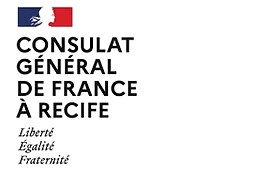 CONSULAT
GÉNÉRAL
DE FRANCE
À RECIFE
Liberté
Égalité
Fraternité